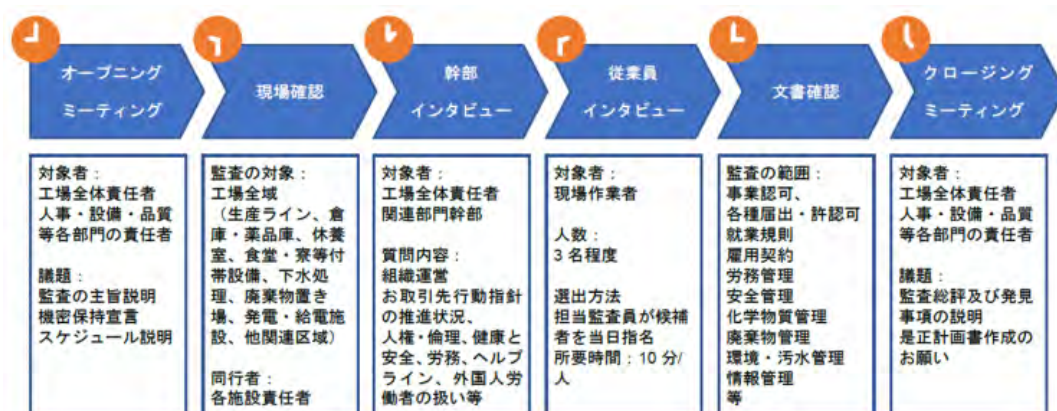 オープニング
ミーティング
現場確認
幹部
インタビュー
従業員
インタビュー
文書確認
クロージング
ミーティング
対象者：
工場全体責任者
人事・設備・品質
等各部門の責任者
議題：
監査の主旨説明
機密保持宣言
スケジュール説明
監査の対象：
工場全域
（生産ライン、倉
庫・薬品庫、休養
室、食堂・寮等付
帯設備、下水処
理、廃棄物置き
場、発電・給電施
設、他関連区域）
同行者：
各施設責任者
対象者：
工場全体責任者
関連部門幹部
質問内容：
組織運営
お取引先行動指針
の推進状況、
人権・倫理、健康と
安全、労務、ヘルプ
ライン、外国人労
働者の扱い等
対象者：
現場作業者
人数：
3 名程度
選出方法
担当監査員が候補
者を当日指名
所要時間：10 分/
人
監査の範囲：
事業認可、
各種届出・許認可
就業規則
雇用契約
労務管理
安全管理
化学物質管理
廃棄物管理
環境・汚水管理
情報管理
等
対象者：
工場全体責任者
人事・設備・品質
等各部門の責任者
議題：
監査総評及び発見
事項の説明
是正計画書作成の
お願い